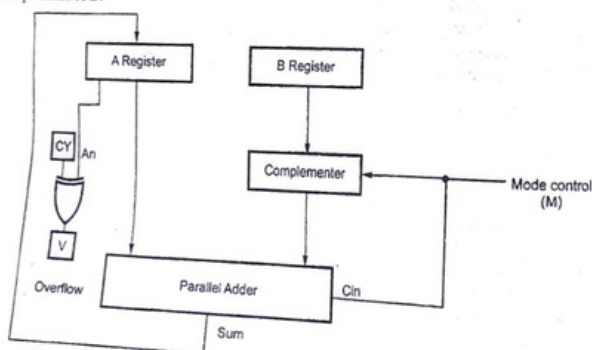 A Register
B Register
CY
An
Complementer
Mode control
(M)
V
Overflow
Parallel Adder
Cin
Sum